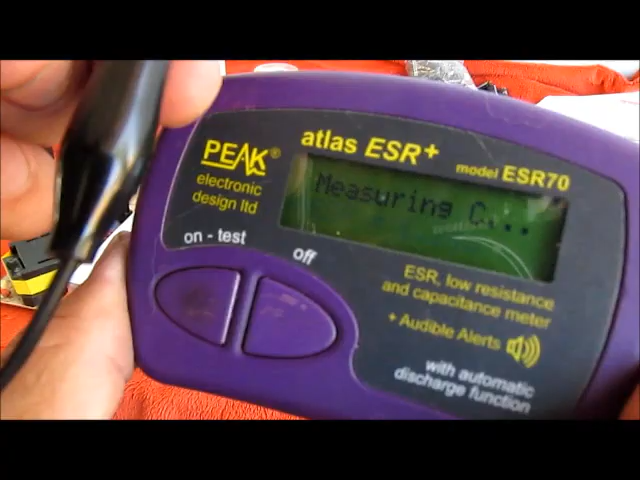 PEAK®
electronic
design ltd
atlas ESR+
model ESR70
Measuring C...
on - test
off
ESR, low resistance
and capacitance meter
+ Audible Alerts
with automatic
discharge function